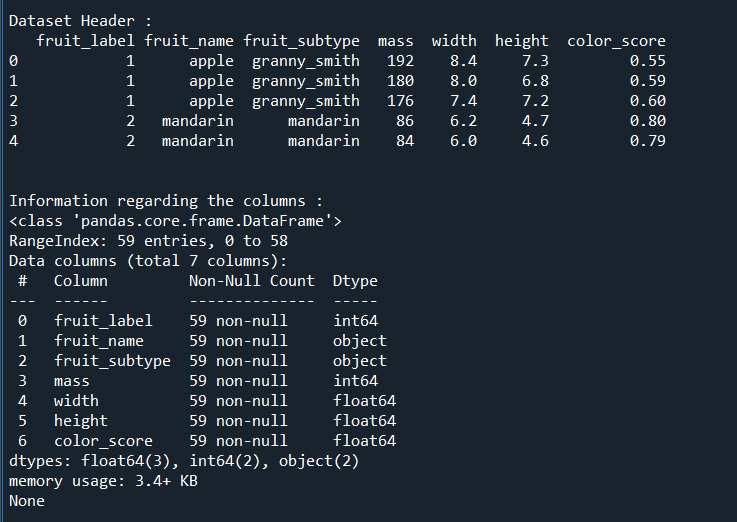 Dataset Header :
   fruit_label fruit_name fruit_subtype  mass  width  height  color_score
0            1      apple  granny_smith   192    8.4     7.3         0.55
1            1      apple  granny_smith   180    8.0     6.8         0.59
2            1      apple  granny_smith   176    7.4     7.2         0.60
3            2   mandarin      mandarin    86    6.2     4.7         0.80
4            2   mandarin      mandarin    84    6.0     4.6         0.79
Information regarding the columns :
<class 'pandas.core.frame.DataFrame'>
RangeIndex: 59 entries, 0 to 58
Data columns (total 7 columns):
 #   Column         Non-Null Count  Dtype
---  ------         --------------  -----
 0   fruit_label    59 non-null     int64
 1   fruit_name     59 non-null     object
 2   fruit_subtype  59 non-null     object
 3   mass           59 non-null     int64
 4   width          59 non-null     float64
 5   height         59 non-null     float64
 6   color_score    59 non-null     float64
dtypes: float64(3), int64(2), object(2)
memory usage: 3.4+ KB
None